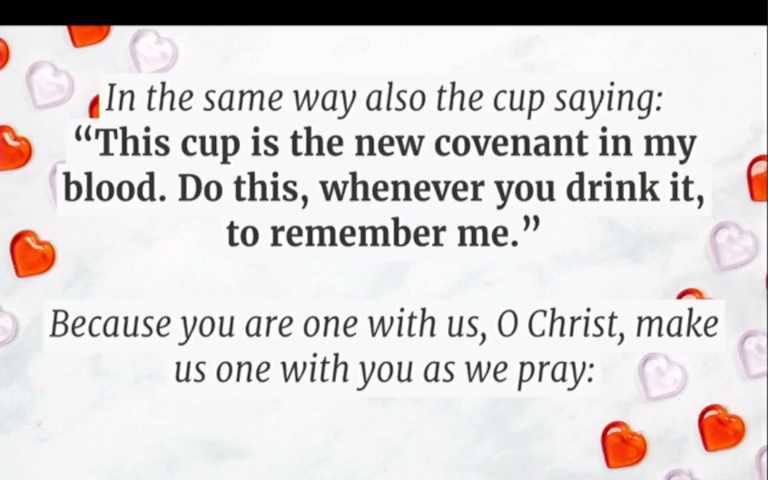 In the same way also the cup saying:
“This cup is the new covenant in my
blood. Do this, whenever you drink it,
to remember me.”
Because you are one with us, O Christ, make
us one with you as we pray: